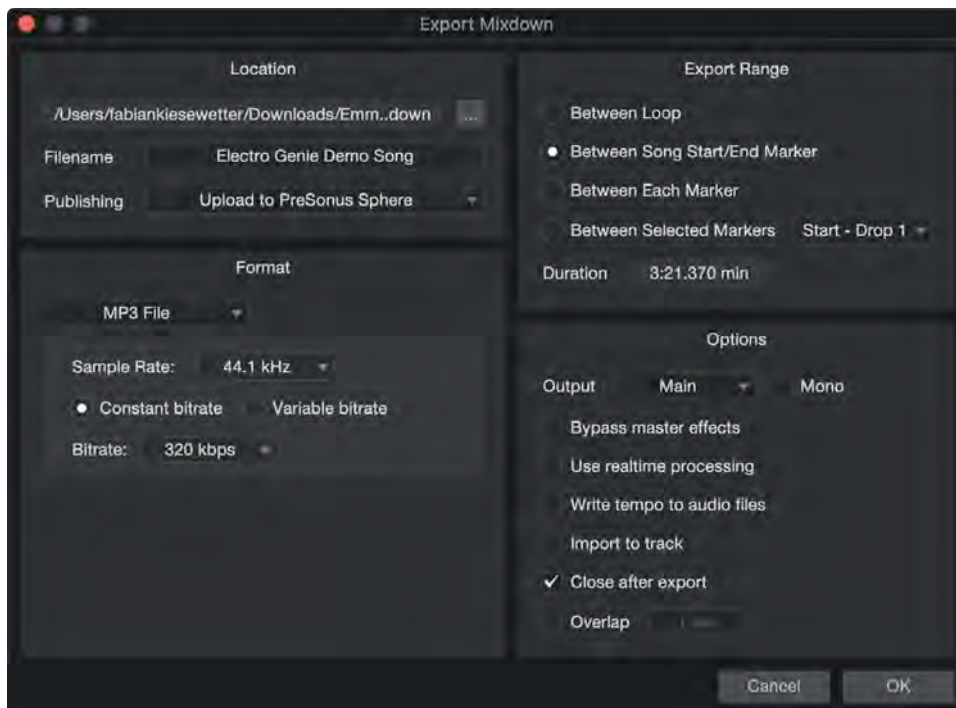 Export Mixdown
Location
/Users/fabiankiesewetter/Downloads/Emrn..down
...
Filename Electro Genie Demo Song
Publishing Upload to PreSonus Sphere
Format
MP3 File
Sample Rate: 44.1 kHz
Constant bitrate Variable bitrate
Bitrate: 320 kbps
Export Range
Between Loop
Between Song Start/End Marker
Between Each Marker
Between Selected Markers Start - Drop 1
Duration 3:21.370 min
Options
Output Main Mono
Bypass master effects
Use realtime processing
Write tempo to audio files
Import to track
Close after export
Overlap
Cancel OK